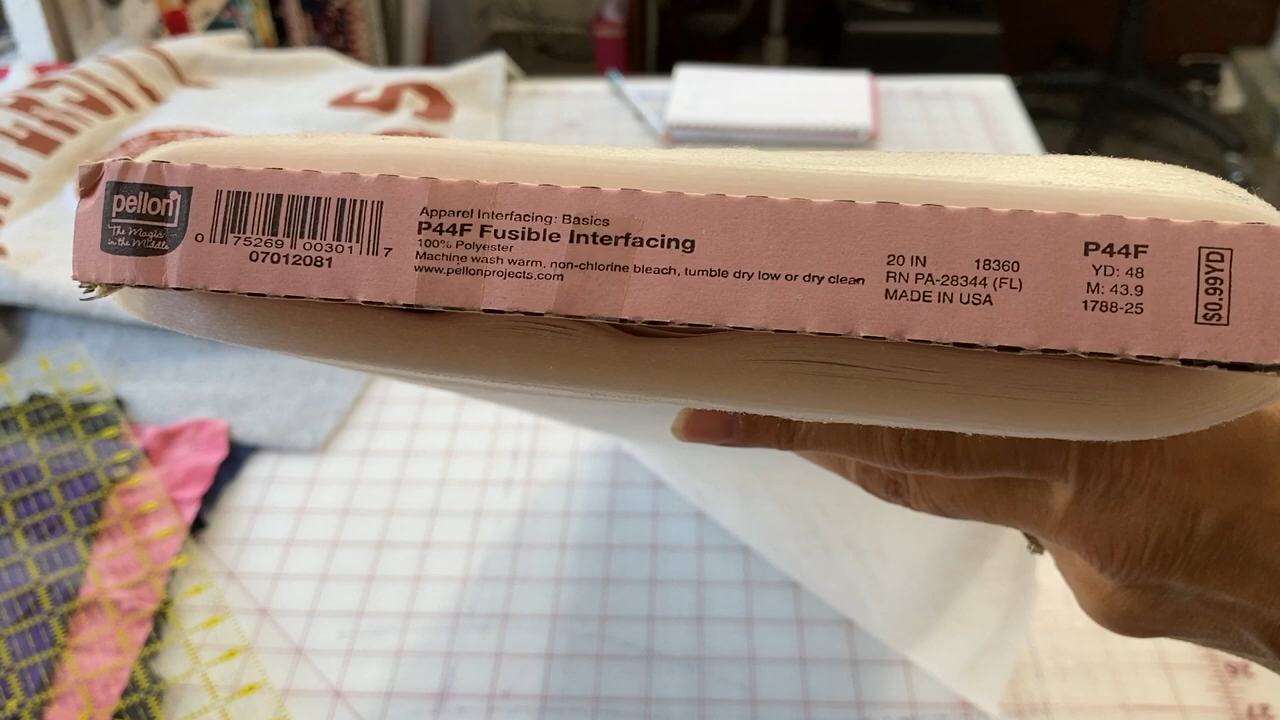 VERSITY
S
pellon
The Magic
in the Middle
0 75269 00301 7
07012081
Apparel Interfacing: Basics
P44F Fusible Interfacing
100% Polyester
Machine wash warm, non-chlorine bleach, tumble dry low or dry clean
www.pellonprojects.com
20 IN 18360
RN PA-28344 (FL)
MADE IN USA
P44F
YD: 48
M: 43.9
1788-25
$0.99YD